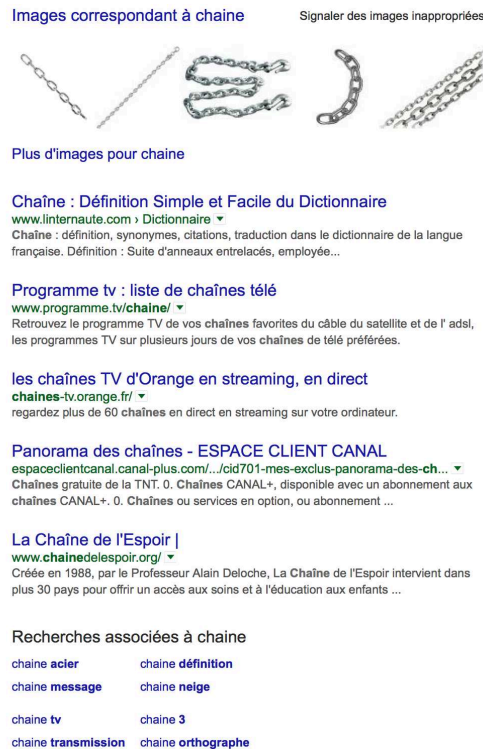 Images correspondant à chaine
Signaler des images inappropriées
Plus d'images pour chaine
Chaîne : Définition Simple et Facile du Dictionnaire
www.linternaute.com › Dictionnaire
Chaîne : définition, synonymes, citations, traduction dans le dictionnaire de la langue
française. Définition : Suite d'anneaux entrelacés, employée...
Programme tv : liste de chaînes télé
www.programme.tv/chaine/
Retrouvez le programme TV de vos chaînes favorites du câble du satellite et de l' adsl,
les programmes TV sur plusieurs jours de vos chaînes de télé préférées.
les chaînes TV d'Orange en streaming, en direct
chaines-tv.orange.fr/
regardez plus de 60 chaînes en direct en streaming sur votre ordinateur.
Panorama des chaînes - ESPACE CLIENT CANAL
espaceclientcanal.canal-plus.com/.../cid701-mes-exclus-panorama-des-ch...
Chaînes gratuite de la TNT. 0. Chaînes CANAL+, disponible avec un abonnement aux
chaînes CANAL+. 0. Chaînes ou services en option, ou abonnement ...
La Chaîne de l'Espoir |
www.chainedelespoir.org/
Créée en 1988, par le Professeur Alain Deloche, La Chaîne de l'Espoir intervient dans
plus 30 pays pour offrir un accès aux soins et à l'éducation aux enfants ...
Recherches associées à chaine
chaine acier chaine définition
chaine message chaine neige
chaine tv chaine 3
chaine transmission chaine orthographe